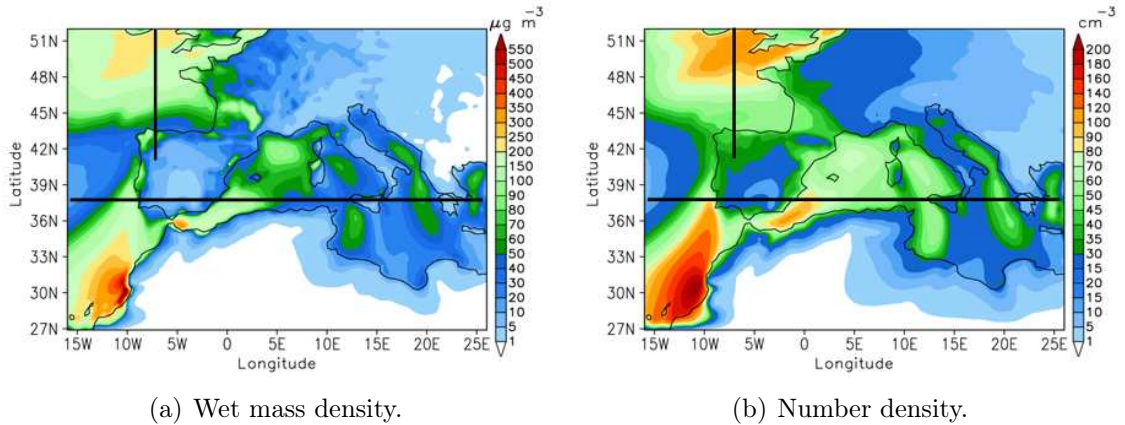 μg m⁻³
51N
48N
45N
42N
39N
36N
33N
30N
27N
Latitude
15W 10W 5W 0 5E 10E 15E 20E 25E
Longitude
550
500
450
400
350
300
250
200
150
100
90
80
70
60
50
40
30
20
10
5
1
(a) Wet mass density.
cm⁻³
51N
48N
45N
42N
39N
36N
33N
30N
27N
Latitude
15W 10W 5W 0 5E 10E 15E 20E 25E
Longitude
200
180
160
140
120
100
90
80
70
60
50
45
40
35
30
25
20
15
10
5
1
(b) Number density.